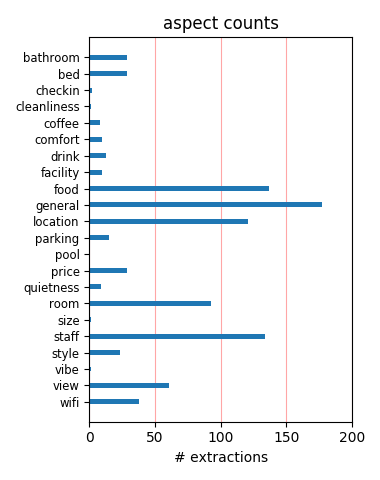 aspect counts
bathroom
bed
checkin
cleanliness
coffee
comfort
drink
facility
food
general
location
parking
pool
price
quietness
room
size
staff
style
vibe
view
wifi
0 50 100 150 200
# extractions